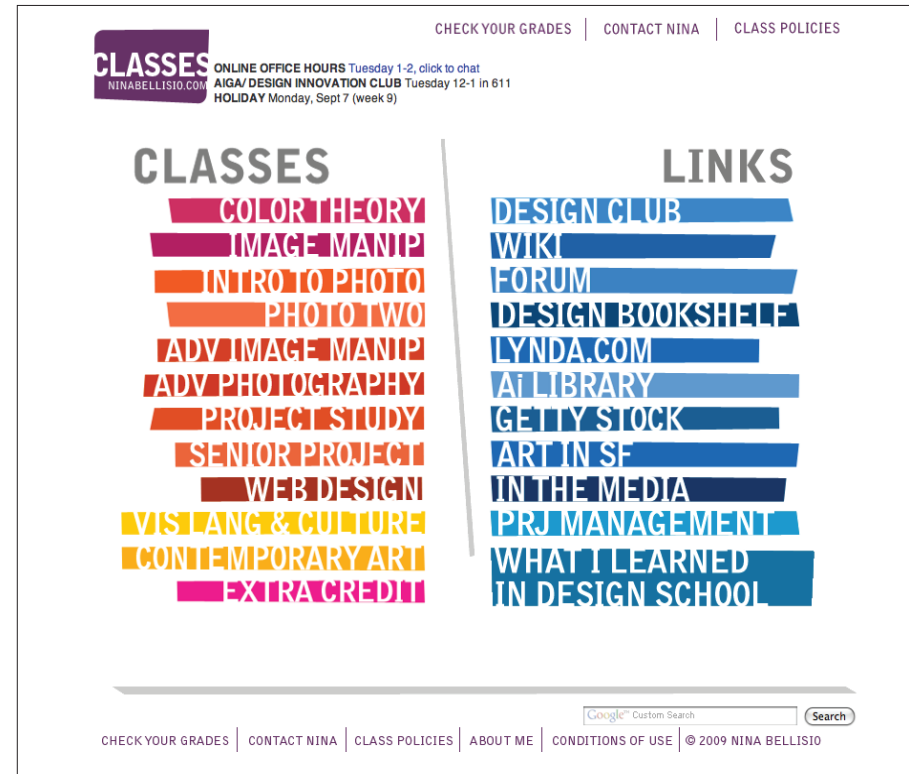 CHECK YOUR GRADES
CONTACT NINA
CLASS POLICIES
CLASSES
NINABELLISIO.COM
ONLINE OFFICE HOURS Tuesday 1-2, click to chat
AIGA/ DESIGN INNOVATION CLUB Tuesday 12-1 in 611
HOLIDAY Monday, Sept 7 (week 9)
CLASSES
COLOR THEORY
IMAGE MANIP
INTRO TO PHOTO
PHOTO TWO
ADV IMAGE MANIP
ADV PHOTOGRAPHY
PROJECT STUDY
SENIOR PROJECT
WEB DESIGN
VIS LANG & CULTURE
CONTEMPORARY ART
EXTRA CREDIT
LINKS
DESIGN CLUB
WIKI
FORUM
DESIGN BOOKSHELF
LYNDA.COM
Ai LIBRARY
GETTY STOCK
ART IN SF
IN THE MEDIA
PRJ MANAGEMENT
WHAT I LEARNED
IN DESIGN SCHOOL
Google™ Custom Search
Search
CHECK YOUR GRADES
CONTACT NINA
CLASS POLICIES
ABOUT ME
CONDITIONS OF USE
© 2009 NINA BELLISIO